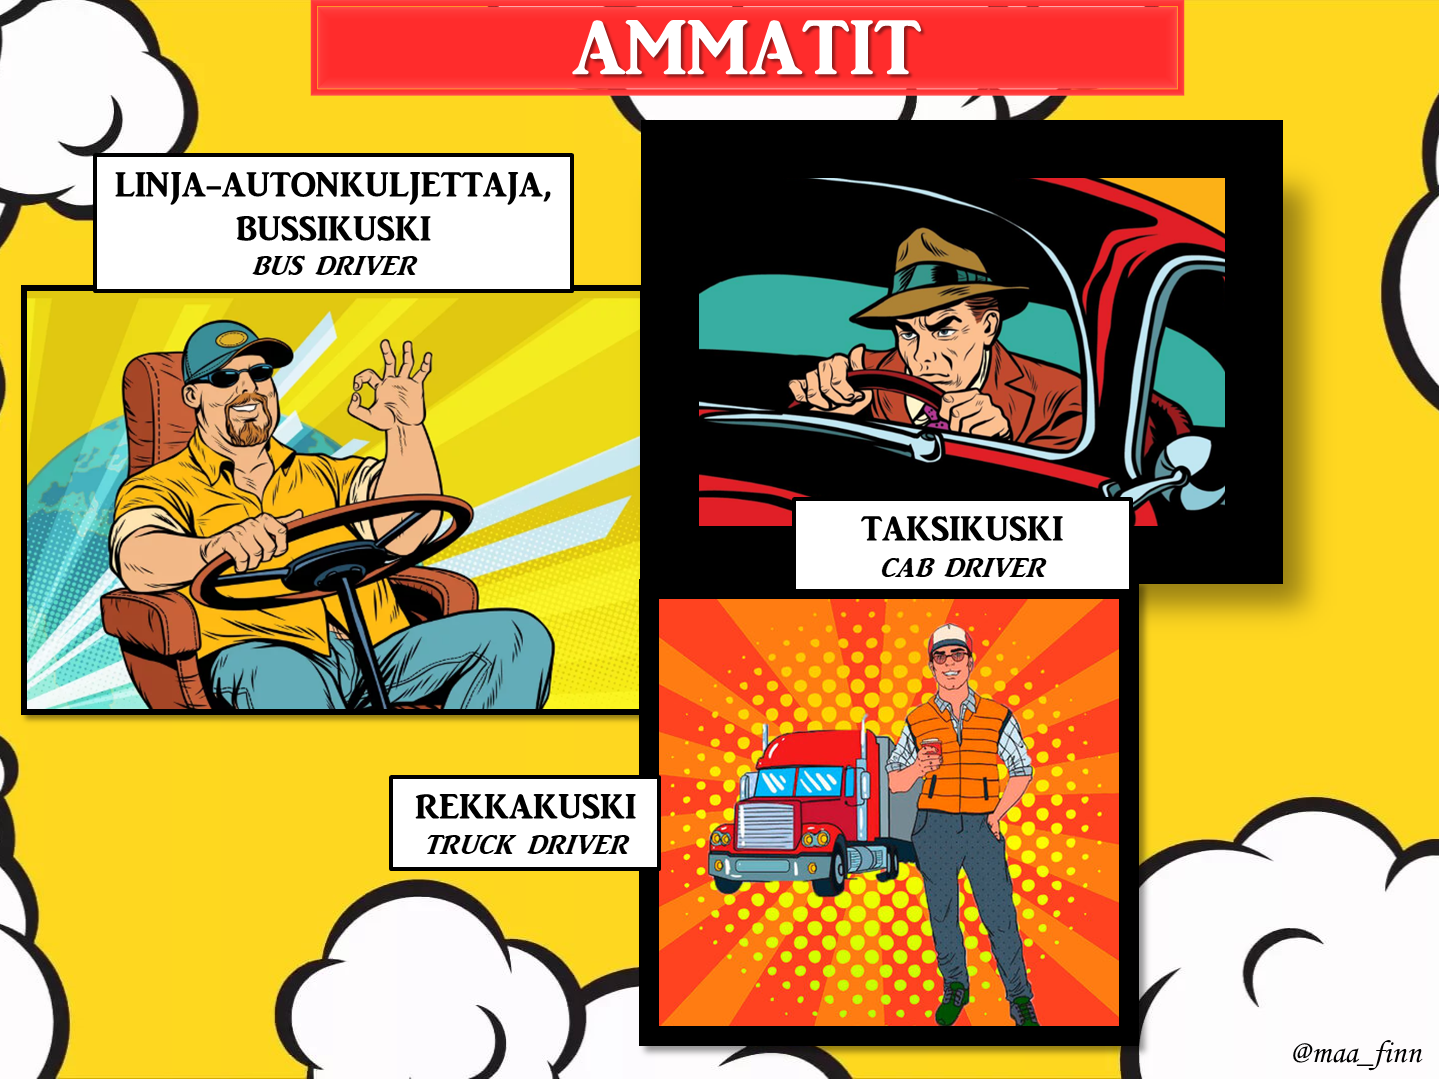 AMMATIT
LINJA-AUTONKULJETTAJA,
BUSSIKUSKI
BUS DRIVER
TAKSIKUSKI
CAB DRIVER
REKKAKUSKI
TRUCK DRIVER
@maa_finn